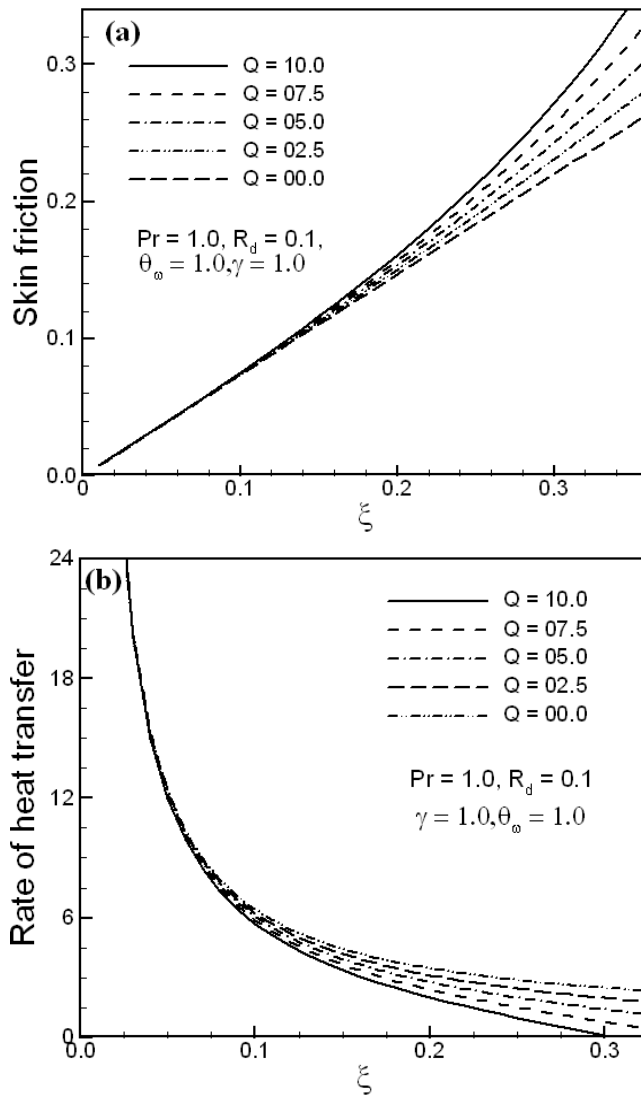 (a)
Q = 10.0
Q = 07.5
Q = 05.0
Q = 02.5
Q = 00.0
Pr = 1.0, R_d = 0.1,
θ_ω = 1.0,γ = 1.0
Skin friction
0.3
0.2
0.1
0.0
0
0.1
0.2
0.3
ξ
(b)
Q = 10.0
Q = 07.5
Q = 05.0
Q = 02.5
Q = 00.0
Pr = 1.0, R_d = 0.1
γ = 1.0,θ_ω = 1.0
Rate of heat transfer
24
18
12
6
0
0.0
0.1
0.2
0.3
ξ